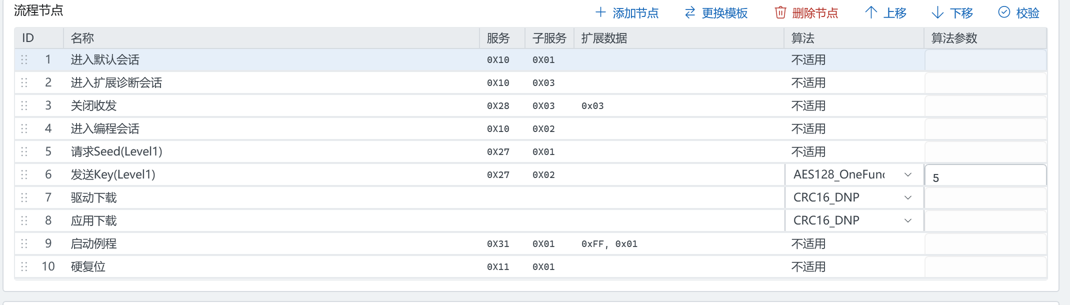 流程节点 添加节点 更换模板 删除节点 上移 下移 校验
ID 名称 服务 子服务 扩展数据 算法 算法参数
1 进入默认会话 0X10 0X01 不适用
2 进入扩展诊断会话 0X10 0X03 不适用
3 关闭收发 0X28 0X03 0x03 不适用
4 进入编程会话 0X10 0X02 不适用
5 请求Seed(Level1) 0X27 0X01 不适用
6 发送Key(Level1) 0X27 0X02 AES128_OneFunc 5
7 驱动下载 CRC16_DNP
8 应用下载 CRC16_DNP
9 启动例程 0X31 0X01 0xFF, 0x01 不适用
10 硬复位 0X11 0X01 不适用